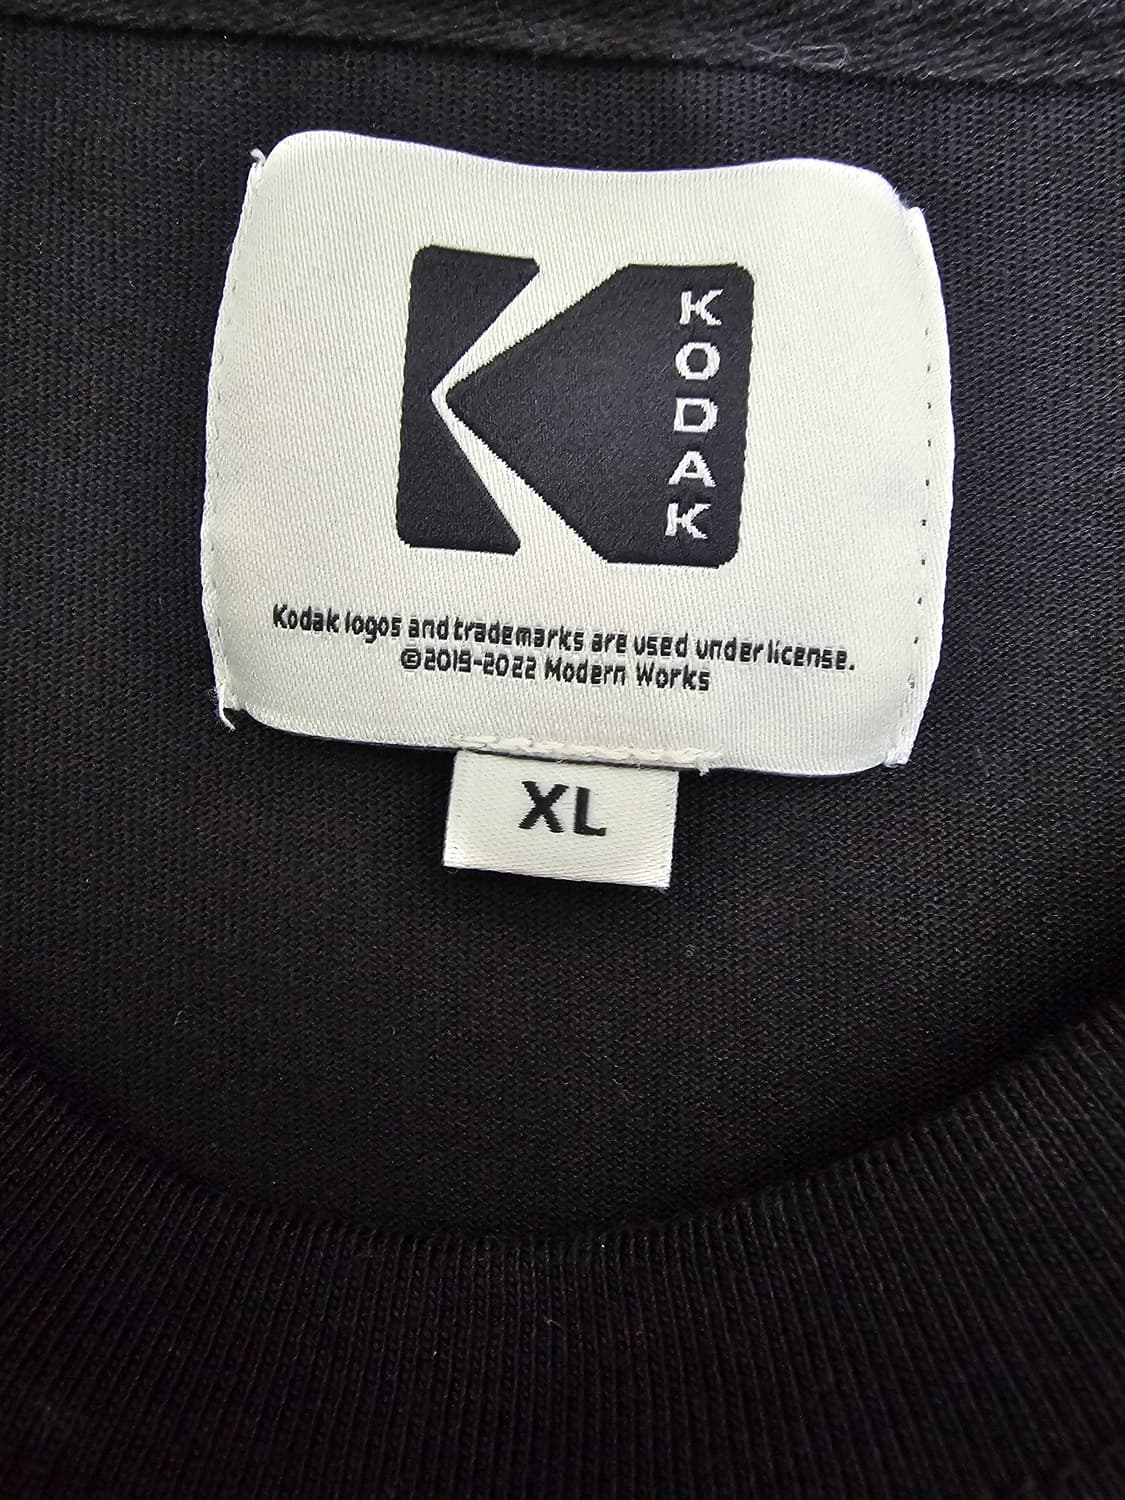 KODAK
Kodak logos and trademarks are used under license.
©2019-2022 Modern Works
XL